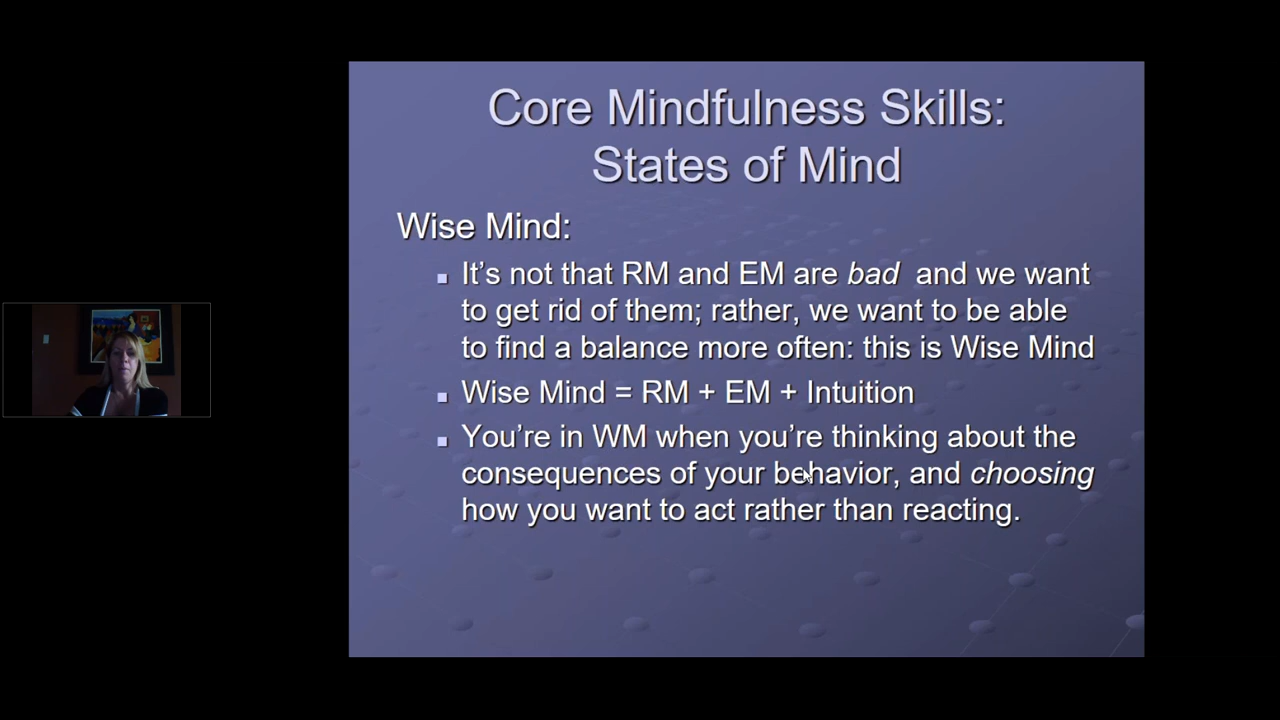 Core Mindfulness Skills:
States of Mind
Wise Mind:
It’s not that RM and EM are bad and we want
to get rid of them; rather, we want to be able
to find a balance more often: this is Wise Mind
Wise Mind = RM + EM + Intuition
You’re in WM when you’re thinking about the
consequences of your behavior, and choosing
how you want to act rather than reacting.